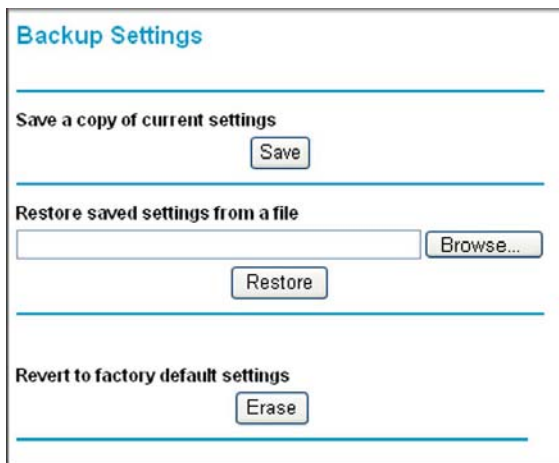 Backup Settings
Save a copy of current settings
Save
Restore saved settings from a file
Browse...
Restore
Revert to factory default settings
Erase